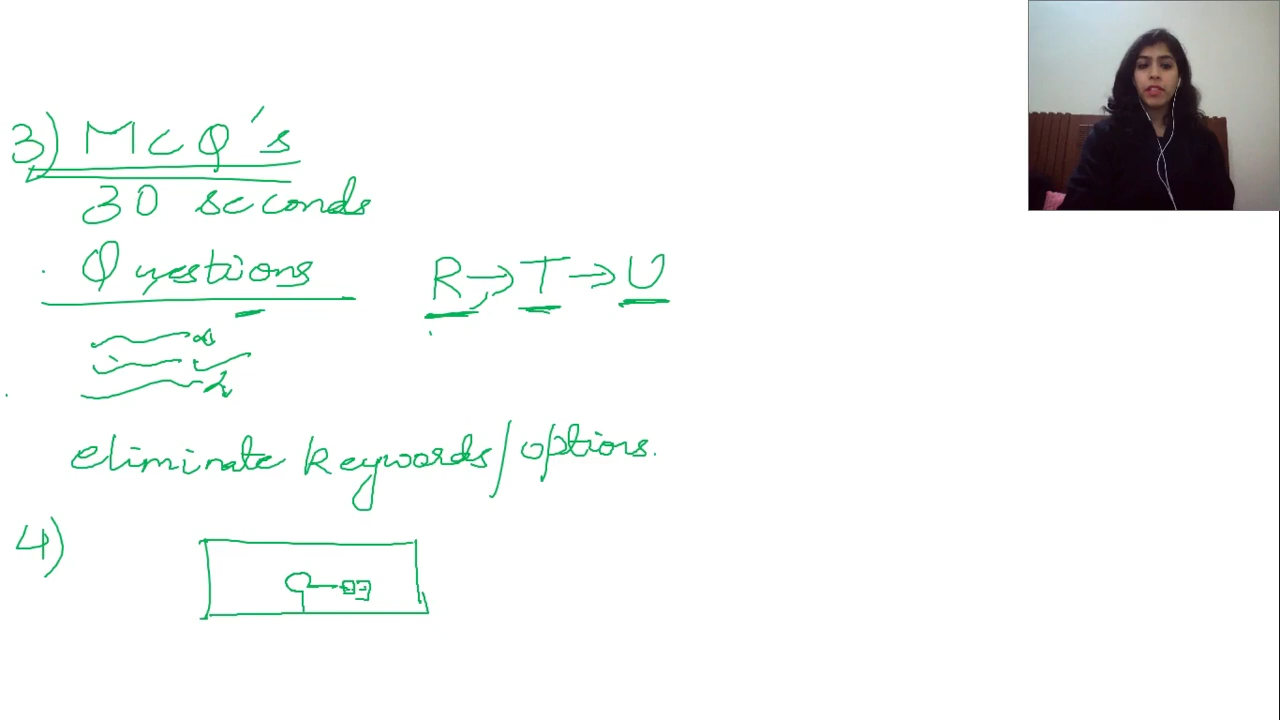 3) McQ's
30 seconds
Questions
R → T → U
eliminate keywords/options.
4)